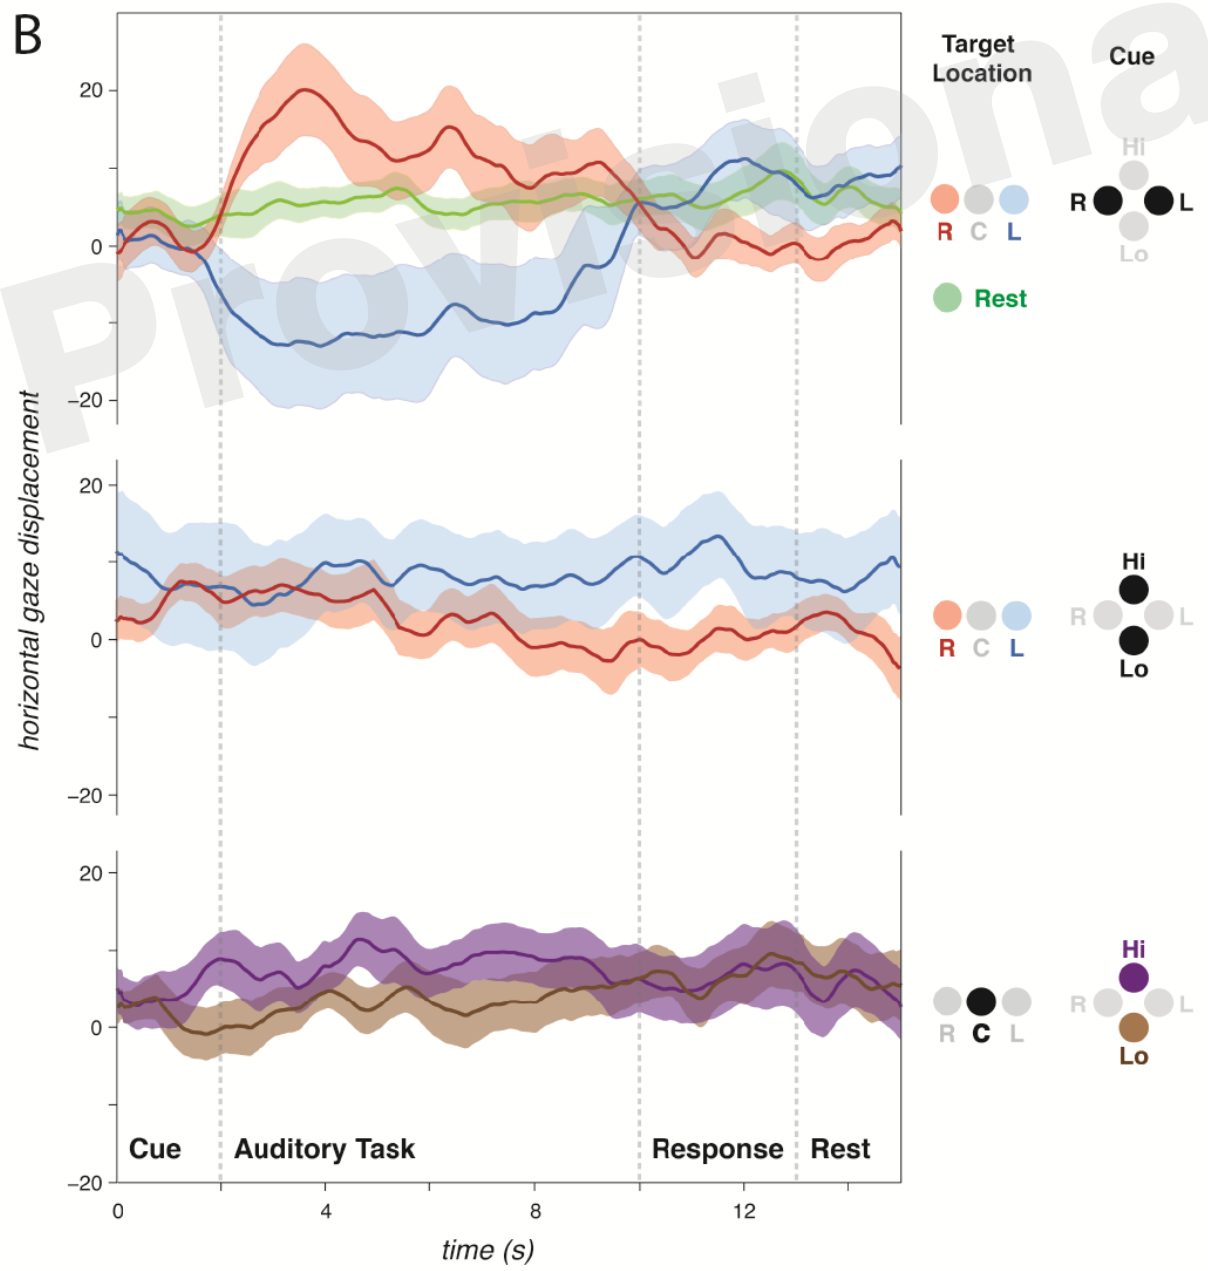 B
Target
Location
Cue
20
0
−20
Hi
R L
Lo
R C L
Rest
Provisiona
horizontal gaze displacement
20
0
−20
Hi
R L
Lo
R C L
20
0
−20
Hi
R L
Lo
R C L
Cue Auditory Task Response Rest
0 4 8 12
time (s)